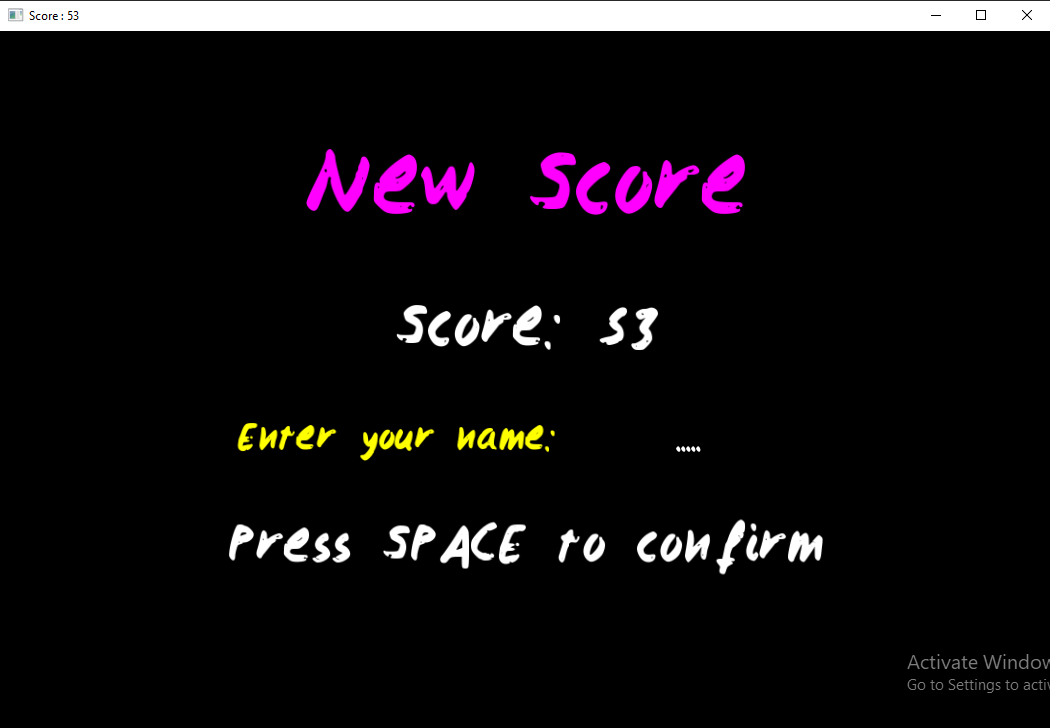 Score: 53
New Score
Score: 53
Enter your name: .....
Press SPACE to confirm
Activate Window
Go to Settings to activ